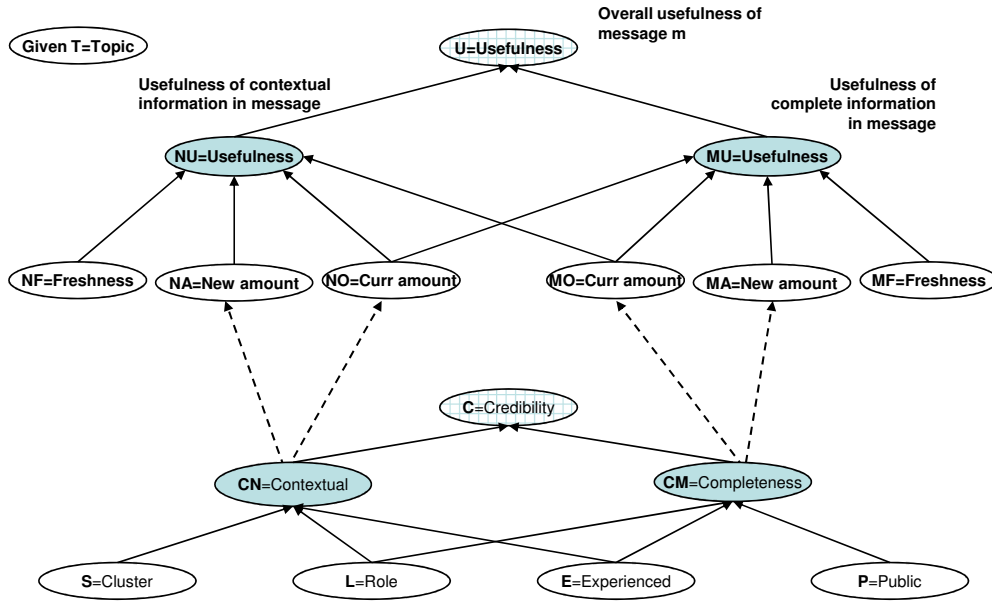 Overall usefulness of
message m
Given T=Topic
U=Usefulness
Usefulness of contextual
information in message
Usefulness of
complete information
in message
NU=Usefulness
MU=Usefulness
NF=Freshness
NA=New amount
NO=Curr amount
MO=Curr amount
MA=New amount
MF=Freshness
C=Credibility
CN=Contextual
CM=Completeness
S=Cluster
L=Role
E=Experienced
P=Public